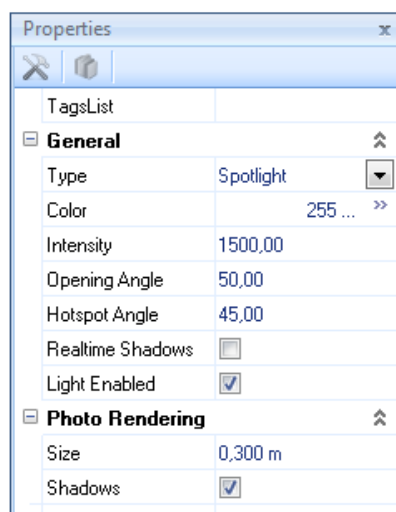 Properties
TagsList
General
Type Spotlight
Color 255 ...
Intensity 1500,00
Opening Angle 50,00
Hotspot Angle 45,00
Realtime Shadows
Light Enabled
Photo Rendering
Size 0,300 m
Shadows